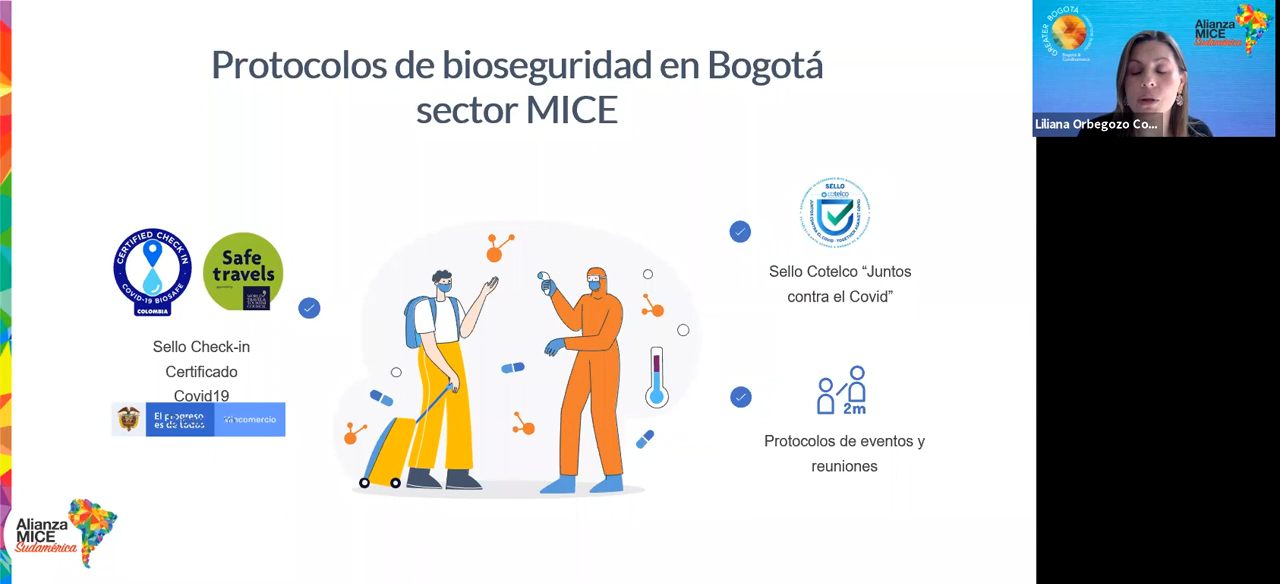 Protocolos de bioseguridad en Bogotá
sector MICE
CERTIFIED CHECK IN
COVID-19 BIOSAFE
COLOMBIA
Safe
travels
Sello Check-in
Certificado
Covid19
El progreso
es de todos
Mincomercio
SELLO
cotelco
Sello Cotelco “Juntos
contra el Covid”
2m
Protocolos de eventos y
reuniones
Alianza
MICE
Sudamérica
GREATER BOGOTÁ
Alianza
MICE
Sudamérica
Liliana Orbegozo Co...